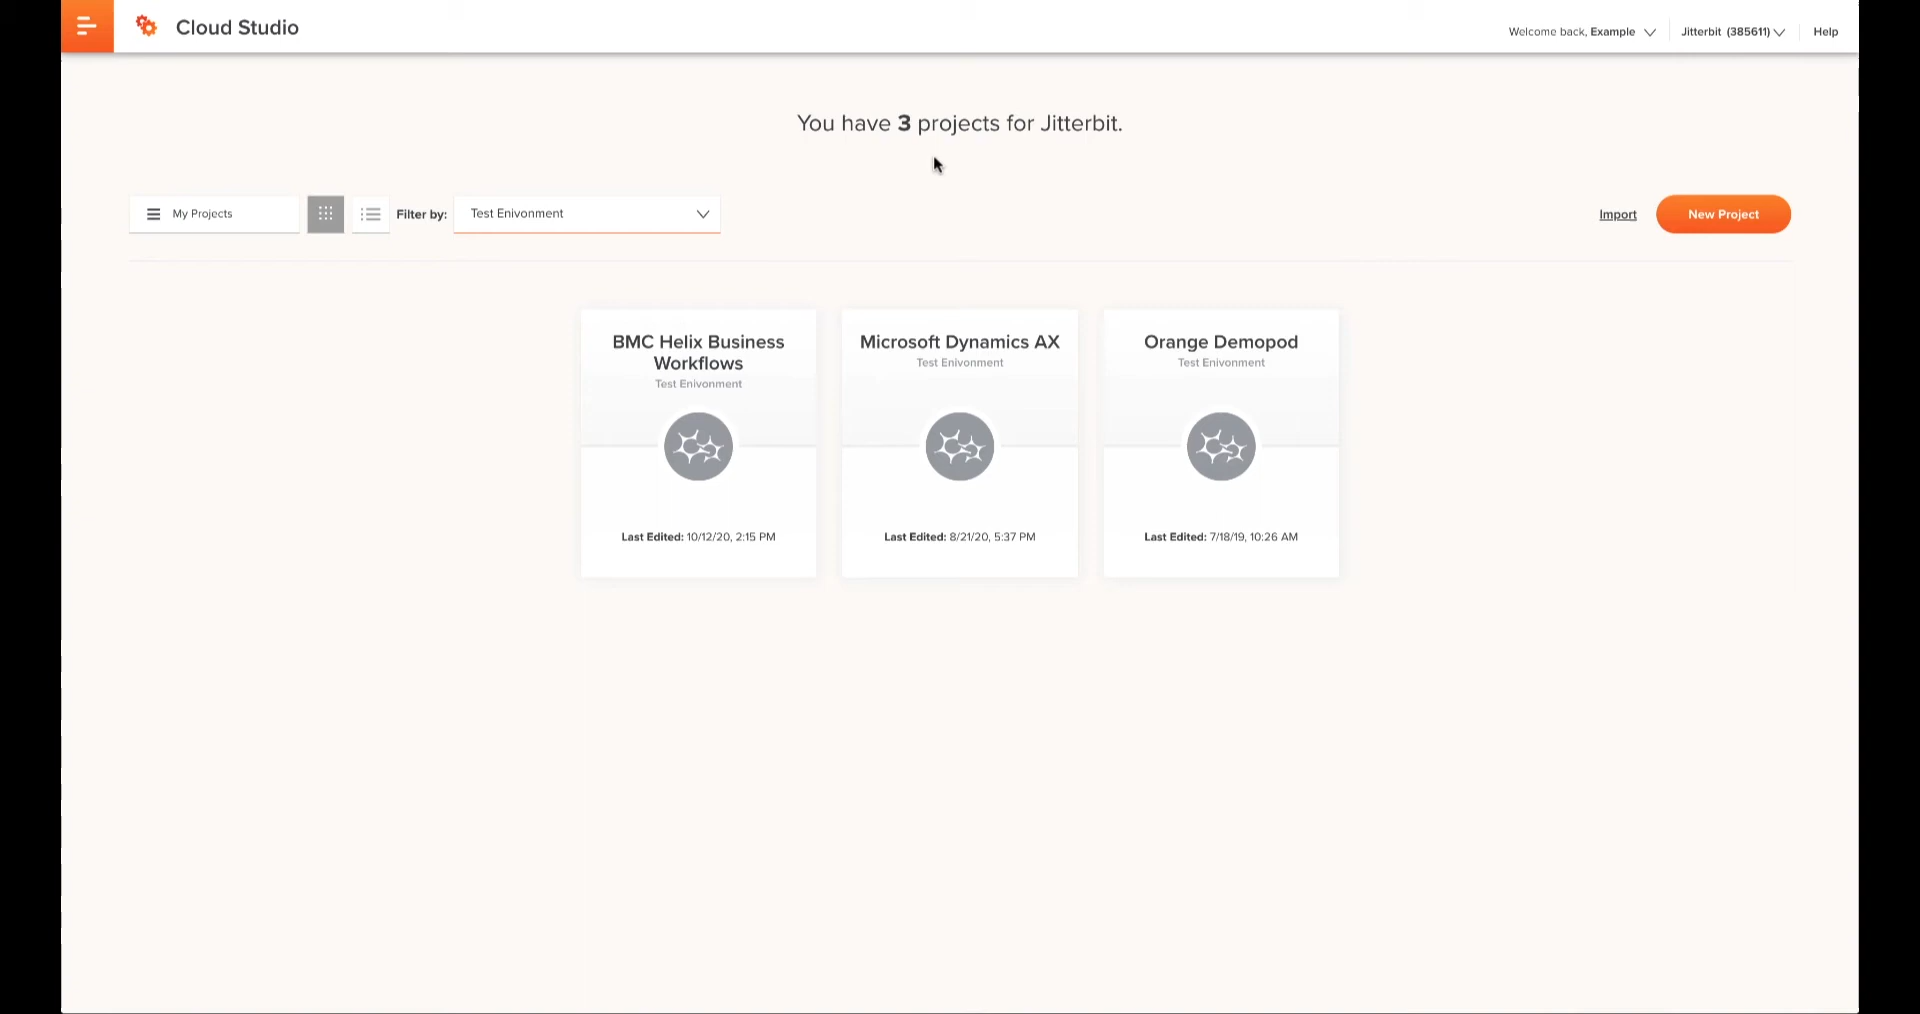 Cloud Studio
Welcome back, Example
Jitterbit (385611)
Help
You have 3 projects for Jitterbit.
My Projects
Filter by:
Test Enivonment
Import
New Project
BMC Helix Business
Workflows
Test Enivonment
Last Edited: 10/12/20, 2:15 PM
Microsoft Dynamics AX
Test Enivonment
Last Edited: 8/21/20, 5:37 PM
Orange Demopod
Test Enivonment
Last Edited: 7/18/19, 10:26 AM